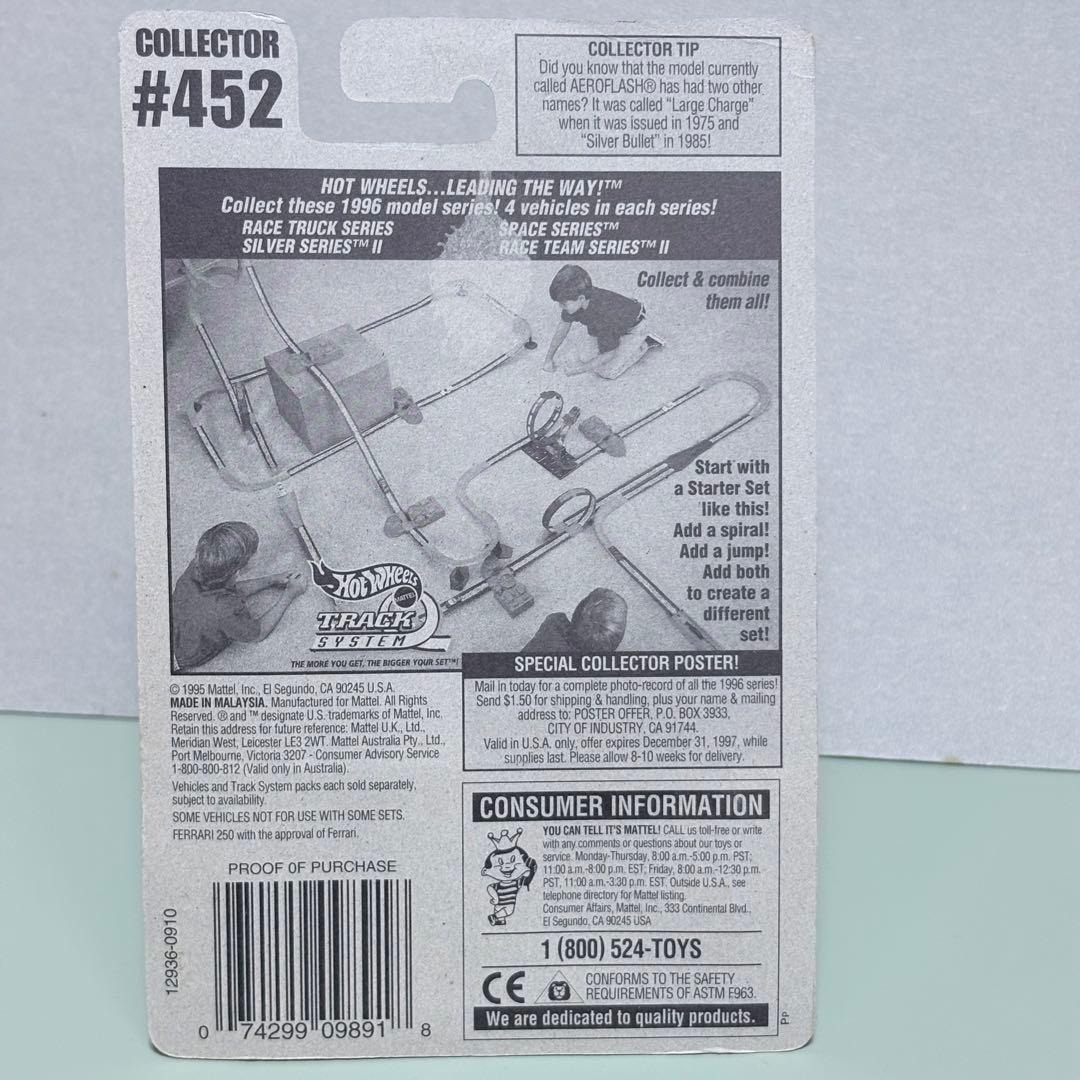 COLLECTOR
#452
COLLECTOR TIP
Did you know that the model currently
called AEROFLASH® has had two other
names? It was called "Large Charge"
when it was issued in 1975 and
"Silver Bullet" in 1985!
HOT WHEELS...LEADING THE WAY!™
Collect these 1996 model series! 4 vehicles in each series!
RACE TRUCK SERIES
SILVER SERIES™ II
SPACE SERIES™
RACE TEAM SERIES™ II
Collect & combine
them all!
Start with
a Starter Set
like this!
Add a spiral!
Add a jump!
Add both
to create a
different
set!
HOT WHEELS
MATTEL
TRACK
SYSTEM
THE MORE YOU GET, THE BIGGER YOUR SET™!
SPECIAL COLLECTOR POSTER!
Mail in today for a complete photo-record of all the 1996 series!
Send $1.50 for shipping & handling, plus your name & mailing
address to: POSTER OFFER, P.O. BOX 3933,
CITY OF INDUSTRY, CA 91744.
Valid in U.S.A. only, offer expires December 31, 1997, while
supplies last. Please allow 8-10 weeks for delivery.
© 1995 Mattel, Inc., El Segundo, CA 90245 U.S.A.
MADE IN MALAYSIA. Manufactured for Mattel. All Rights
Reserved. ® and ™ designate U.S. trademarks of Mattel, Inc.
Retain this address for future reference: Mattel U.K., Ltd.,
Meridian West, Leicester LE3 2WT. Mattel Australia Pty., Ltd.,
Port Melbourne, Victoria 3207 - Consumer Advisory Service
1-800-800-812 (Valid only in Australia).
Vehicles and Track System packs each sold separately,
subject to availability.
SOME VEHICLES NOT FOR USE WITH SOME SETS.
FERRARI 250 with the approval of Ferrari.
PROOF OF PURCHASE
12936-0910
0 74299 09891 8
CONSUMER INFORMATION
YOU CAN TELL IT'S MATTEL! CALL us toll-free or write
with any comments or questions about our toys or
service. Monday-Thursday, 8:00 a.m.-5:00 p.m. PST;
11:00 a.m.-8:00 p.m. EST; Friday, 8:00 a.m.-12:30 p.m.
PST, 11:00 a.m.-3:30 p.m. EST. Outside U.S.A., see
telephone directory for Mattel listing.
Consumer Affairs, Mattel, Inc., 333 Continental Blvd.,
El Segundo, CA 90245 USA
1 (800) 524-TOYS
CE
CONFORMS TO THE SAFETY
REQUIREMENTS OF ASTM F963.
We are dedicated to quality products.
PP